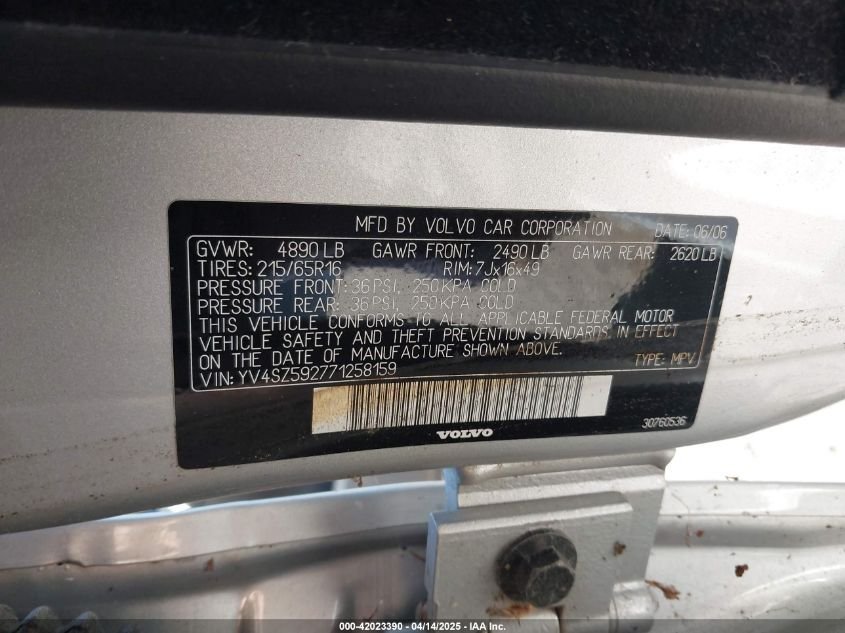 MFD BY VOLVO CAR CORPORATION DATE: 06/06
GVWR: 4890 LB GAWR FRONT: 2490 LB GAWR REAR: 2620 LB
TIRES: 215/65R16 RIM: 7Jx16x49
PRESSURE FRONT: 36 PSI, 250 KPA COLD
PRESSURE REAR: 36 PSI, 250 KPA COLD
THIS VEHICLE CONFORMS TO ALL APPLICABLE FEDERAL MOTOR
VEHICLE SAFETY AND THEFT PREVENTION STANDARDS IN EFFECT
ON THE DATE OF MANUFACTURE SHOWN ABOVE.
TYPE: MPV
VIN: YV4SZ592771258159
VOLVO
30760536
000-42023390 - 04/14/2025 - IAA Inc.